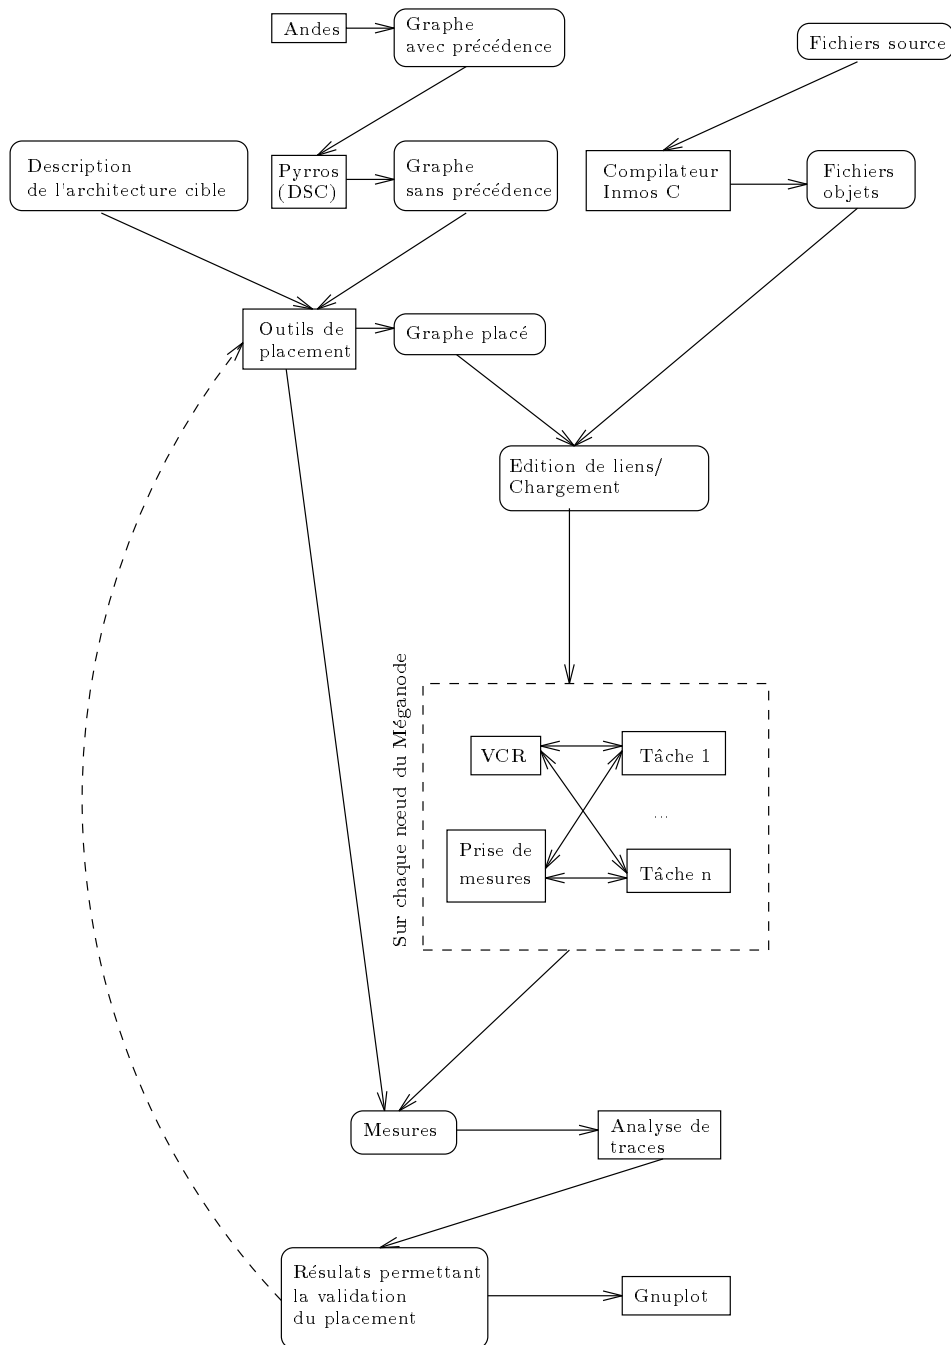 Andes
Graphe
avec précédence
Fichiers source
Description
de l'architecture cible
Pyrros
(DSC)
Graphe
sans précédence
Compilateur
Inmos C
Fichiers
objets
Outils de
placement
Graphe placé
Edition de liens/
Chargement
Sur chaque nœud du Méganode
VCR
Tâche 1
...
Prise de
mesures
Tâche n
Mesures
Analyse de
traces
Résulats permettant
la validation
du placement
Gnuplot